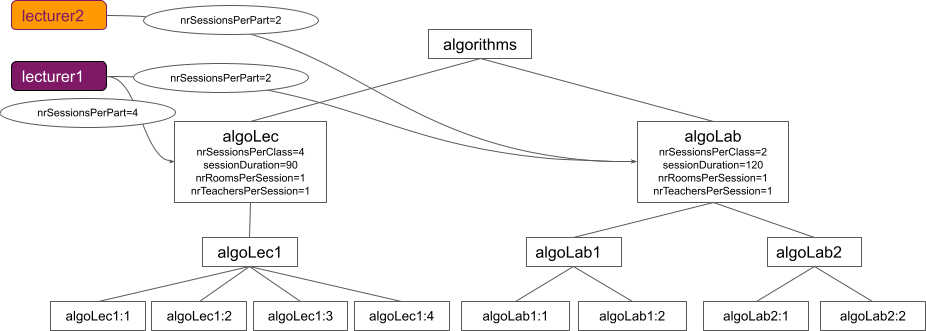 lecturer2
nrSessionsPerPart=2
algorithms
lecturer1
nrSessionsPerPart=2
nrSessionsPerPart=4
algoLec
nrSessionsPerClass=4
sessionDuration=90
nrRoomsPerSession=1
nrTeachersPerSession=1
algoLab
nrSessionsPerClass=2
sessionDuration=120
nrRoomsPerSession=1
nrTeachersPerSession=1
algoLec1
algoLab1
algoLab2
algoLec1:1
algoLec1:2
algoLec1:3
algoLec1:4
algoLab1:1
algoLab1:2
algoLab2:1
algoLab2:2